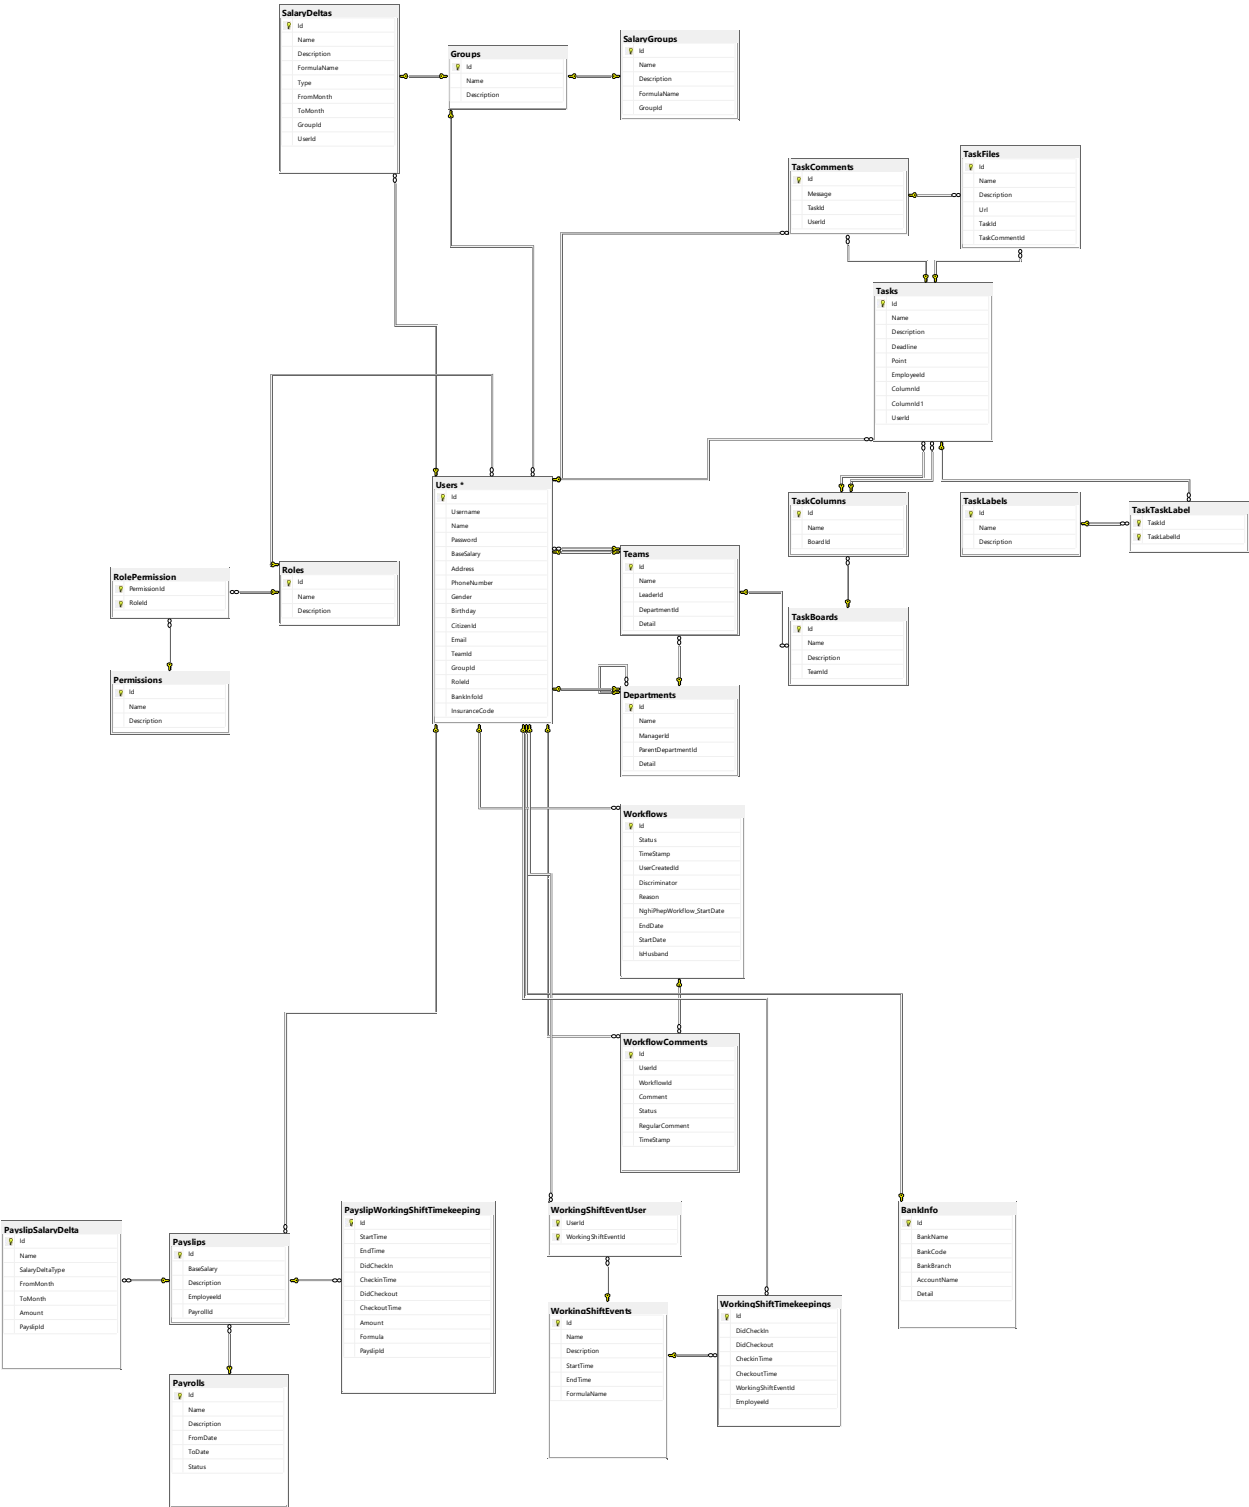 SalaryDeltas
Id
Name
Description
FormulaName
Type
FromMonth
ToMonth
GroupId
UserId
Groups
Id
Name
Description
SalaryGroups
Id
Name
Description
FormulaName
GroupId
TaskComments
Id
Message
TaskId
UserId
TaskFiles
Id
Name
Description
Url
TaskId
TaskCommentId
Tasks
Id
Name
Description
Deadline
Point
EmployeeId
ColumnId
ColumnId1
UserId
Users *
Id
Username
Name
Password
BaseSalary
Address
PhoneNumber
Gender
Birthday
CitizenId
Email
TeamId
GroupId
RoleId
BankInfoId
InsuranceCode
TaskColumns
Id
Name
BoardId
TaskLabels
Id
Name
Description
TaskTaskLabel
TaskId
TaskLabelId
RolePermission
PermissionId
RoleId
Roles
Id
Name
Description
Teams
Id
Name
LeaderId
DepartmentId
Detail
TaskBoards
Id
Name
Description
TeamId
Permissions
Id
Name
Description
Departments
Id
Name
ManagerId
ParentDepartmentId
Detail
Workflows
Id
Status
TimeStamp
UserCreatedId
Discriminator
Reason
NghiPhepWorkflow_StartDate
EndDate
StartDate
IsHusband
WorkflowComments
Id
UserId
WorkflowId
Comment
Status
RegularComment
TimeStamp
PayslipSalaryDelta
Id
Name
SalaryDeltaType
FromMonth
ToMonth
Amount
PayslipId
Payslips
Id
BaseSalary
Description
EmployeeId
PayrollId
PayslipWorkingShiftTimekeeping
Id
StartTime
EndTime
DidCheckIn
CheckinTime
DidCheckout
CheckoutTime
Amount
Formula
PayslipId
WorkingShiftEventUser
UserId
WorkingShiftEventId
BankInfo
Id
BankName
BankCode
BankBranch
AccountName
Detail
WorkingShiftEvents
Id
Name
Description
StartTime
EndTime
FormulaName
WorkingShiftTimekeepings
Id
DidCheckIn
DidCheckout
CheckinTime
CheckoutTime
WorkingShiftEventId
EmployeeId
Payrolls
Id
Name
Description
FromDate
ToDate
Status